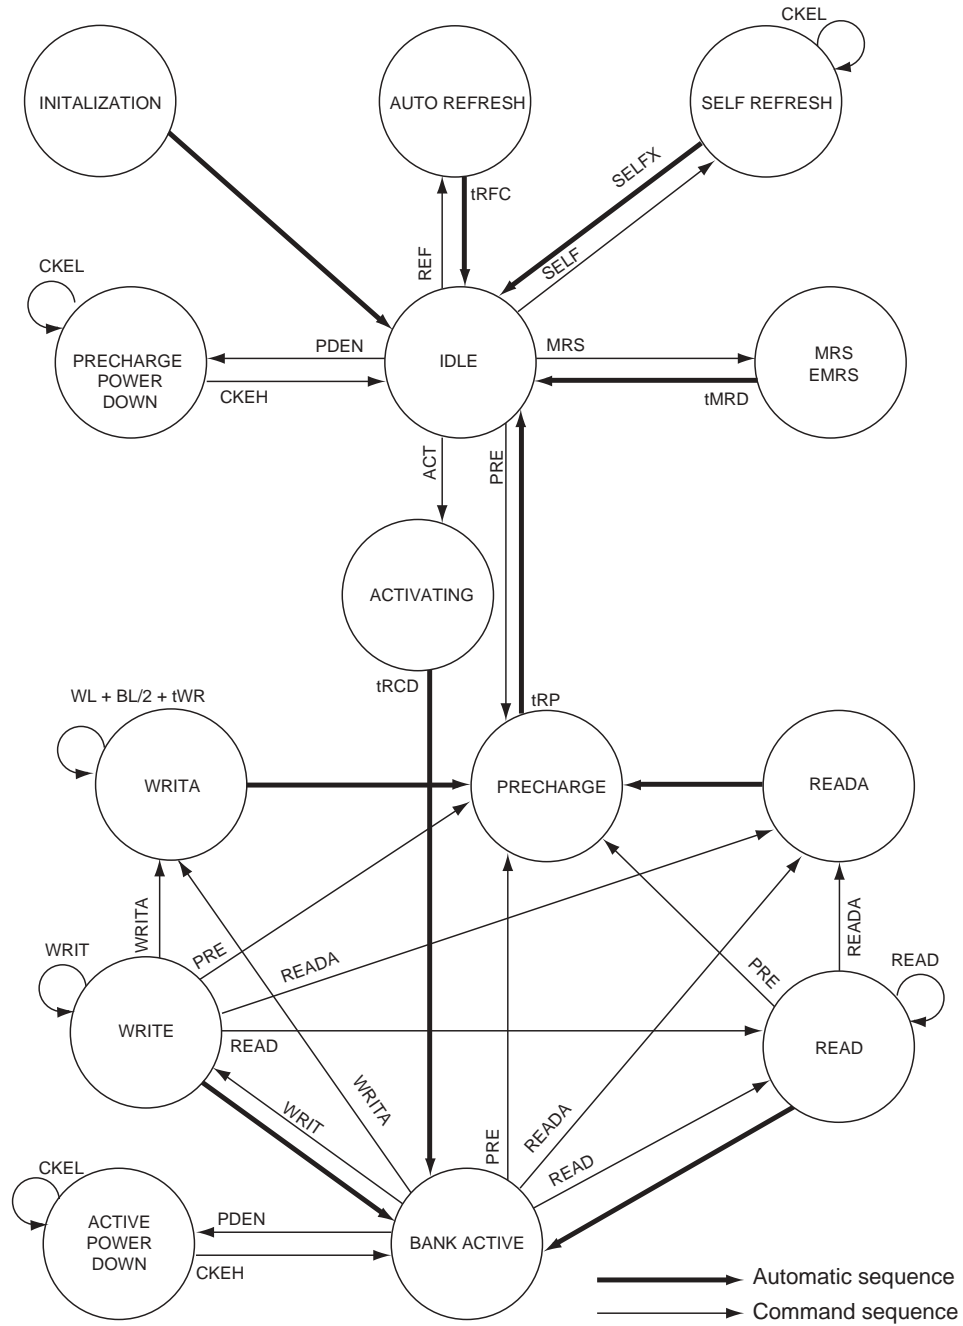 CKEL
INITALIZATION
AUTO REFRESH
SELF REFRESH
SELFX
tRFC
REF
SELF
CKEL
PDEN
IDLE
MRS
MRS
EMRS
PRECHARGE
POWER
DOWN
CKEH
tMRD
ACT
PRE
ACTIVATING
tRCD
tRP
WL + BL/2 + tWR
WRITA
PRECHARGE
READA
WRITA
PRE
READA
READA
PRE
WRIT
READ
WRITE
READ
READ
WRIT
WRITA
PRE
READA
READ
CKEL
ACTIVE
POWER
DOWN
PDEN
BANK ACTIVE
CKEH
Automatic sequence
Command sequence